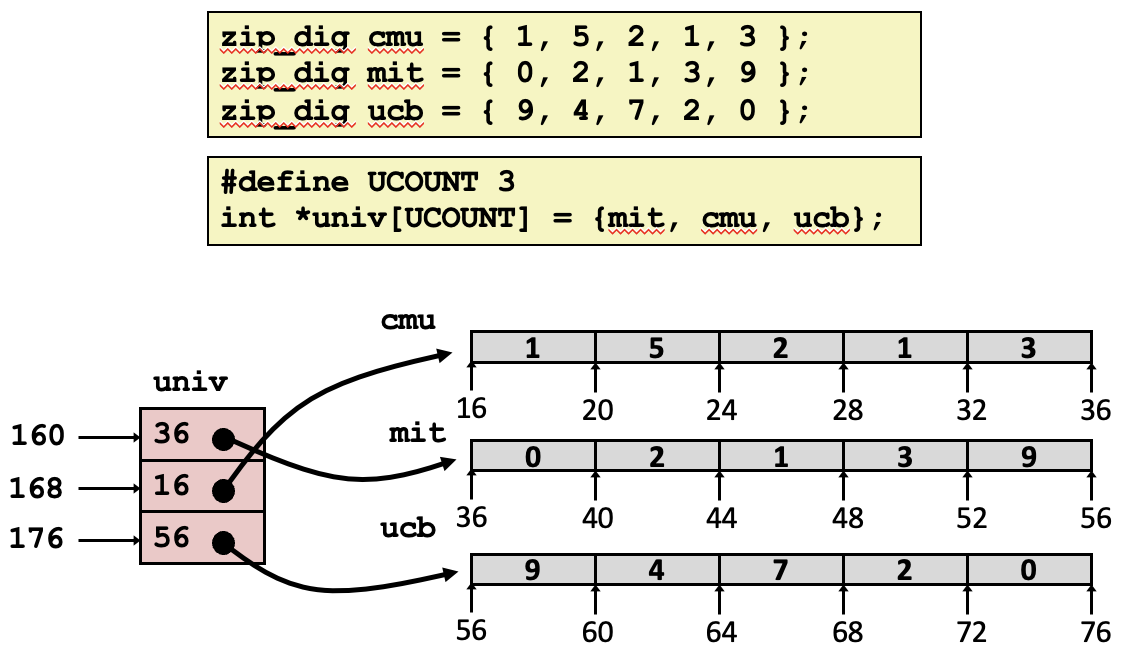 zip_dig cmu = { 1, 5, 2, 1, 3 };
zip_dig mit = { 0, 2, 1, 3, 9 };
zip_dig ucb = { 9, 4, 7, 2, 0 };
#define UCOUNT 3
int *univ[UCOUNT] = {mit, cmu, ucb};
cmu
1 5 2 1 3
16 20 24 28 32 36
univ
160 36
168 16
176 56
mit
0 2 1 3 9
36 40 44 48 52 56
ucb
9 4 7 2 0
56 60 64 68 72 76